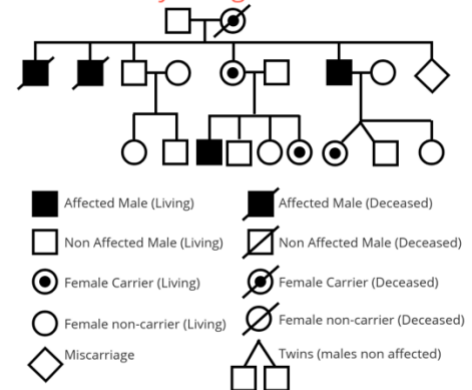 Affected Male (Living)
Affected Male (Deceased)
Non Affected Male (Living)
Non Affected Male (Deceased)
Female Carrier (Living)
Female Carrier (Deceased)
Female non-carrier (Living)
Female non-carrier (Deceased)
Miscarriage
Twins (males non affected)